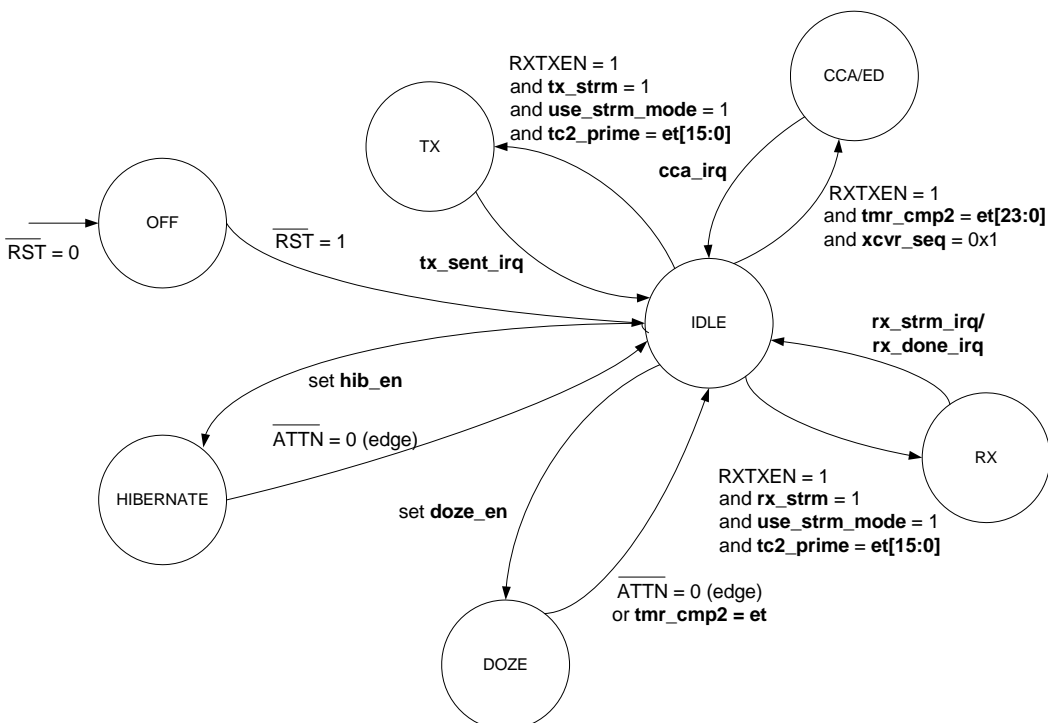 RXTXEN = 1
and tx_strm = 1
and use_strm_mode = 1
and tc2_prime = et[15:0]
CCA/ED
TX
cca_irq
RXTXEN = 1
and tmr_cmp2 = et[23:0]
and xcvr_seq = 0x1
OFF
RST = 0
RST = 1
tx_sent_irq
IDLE
rx_strm_irq/
rx_done_irq
set hib_en
ATTN = 0 (edge)
HIBERNATE
RX
RXTXEN = 1
and rx_strm = 1
and use_strm_mode = 1
and tc2_prime = et[15:0]
set doze_en
ATTN = 0 (edge)
or tmr_cmp2 = et
DOZE